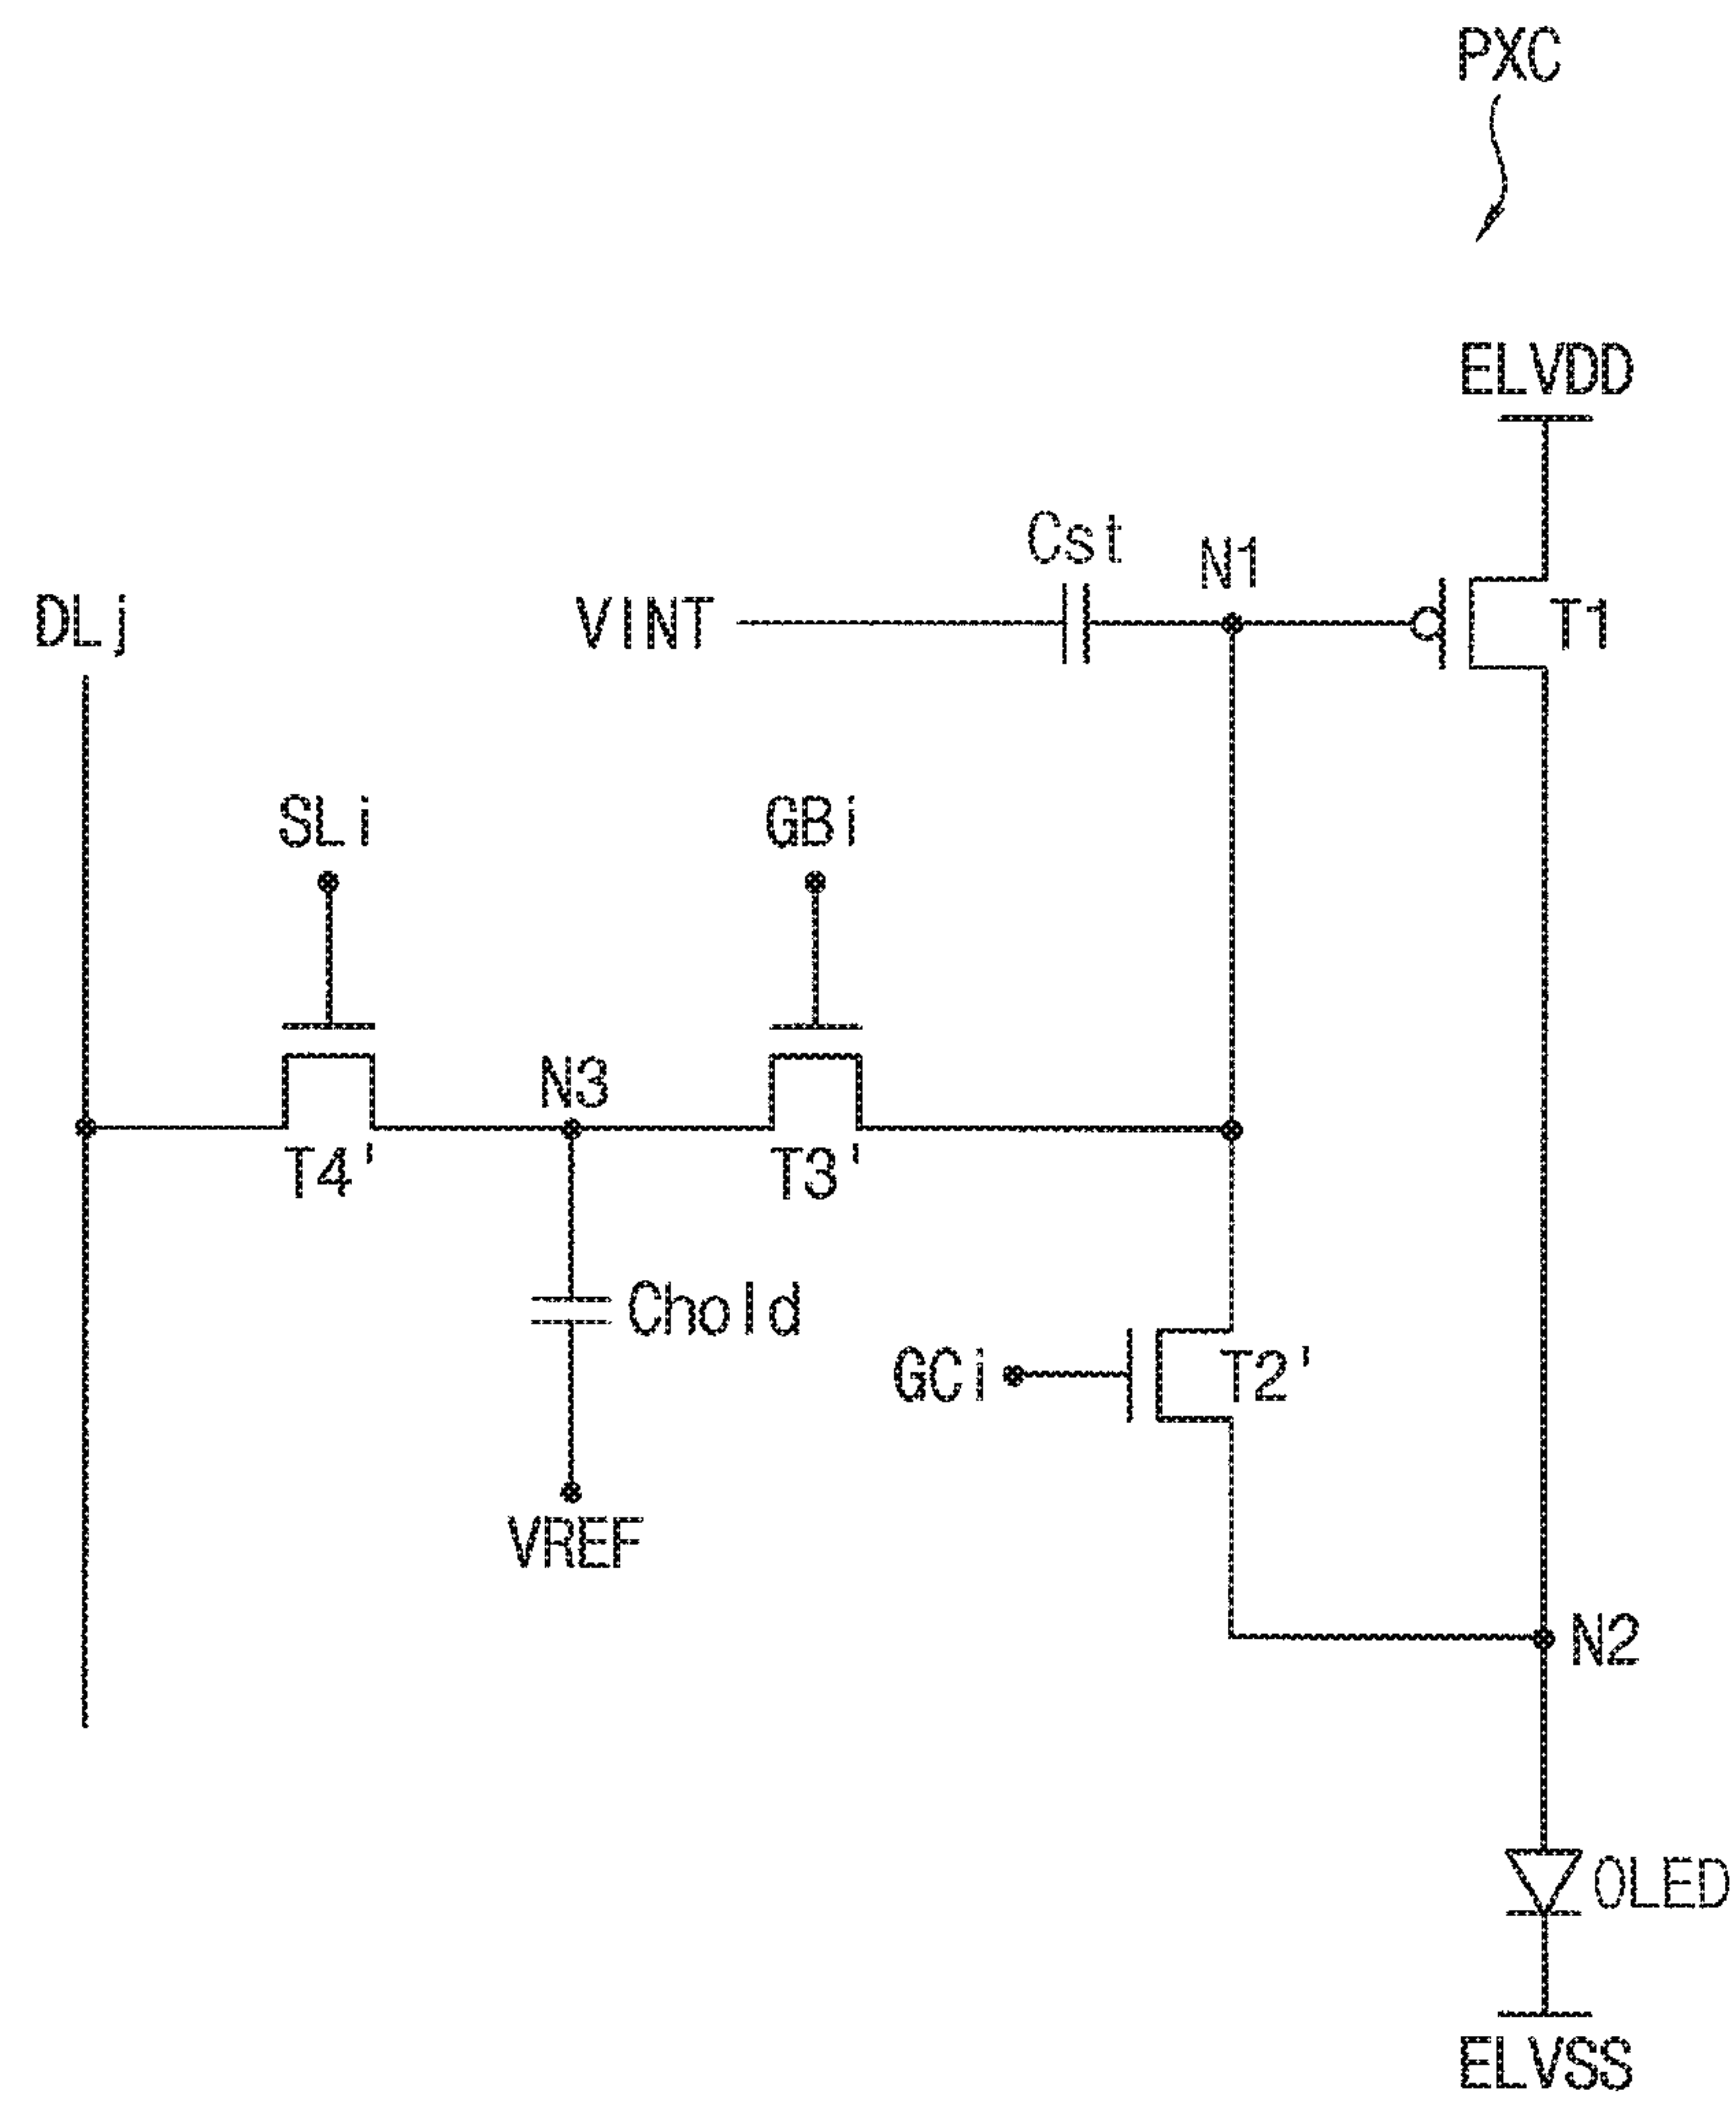 PXC
ELVDD
Cst
N1
DLj
VINT
T1
SLi
GBi
N3
T4'
T3'
Chold
GCi
T2'
VREF
N2
OLED
ELVSS